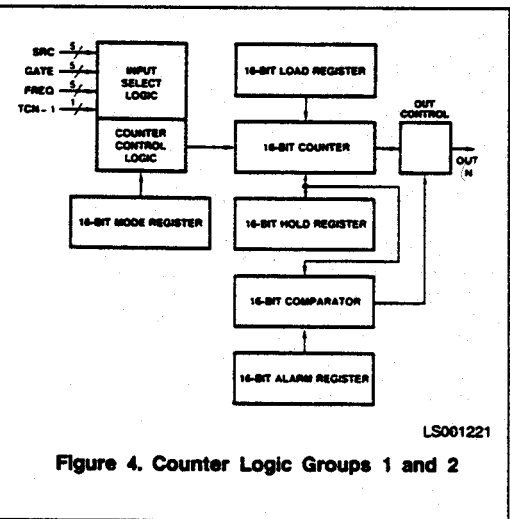 SRC 5
GATE 5
FREQ 5
TCN – 1 1
INPUT
SELECT
LOGIC
COUNTER
CONTROL
LOGIC
16-BIT MODE REGISTER
16-BIT LOAD REGISTER
16-BIT COUNTER
16-BIT HOLD REGISTER
16-BIT COMPARATOR
16-BIT ALARM REGISTER
OUT
CONTROL
OUT
N
LS001221
Figure 4. Counter Logic Groups 1 and 2